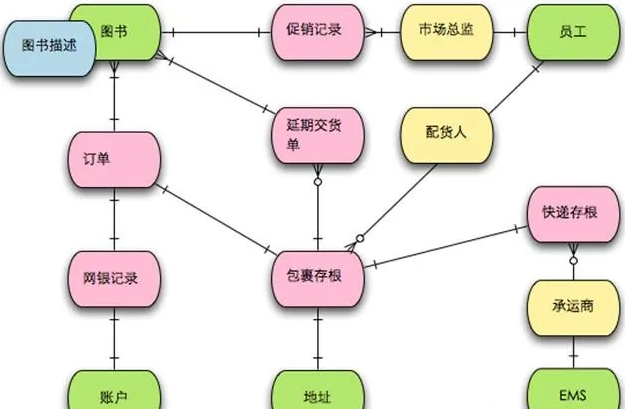 图书描述
图书
促销记录
市场总监
员工
延期交货
单
配货人
订单
快递存根
网银记录
包裹存根
承运商
账户
地址
EMS